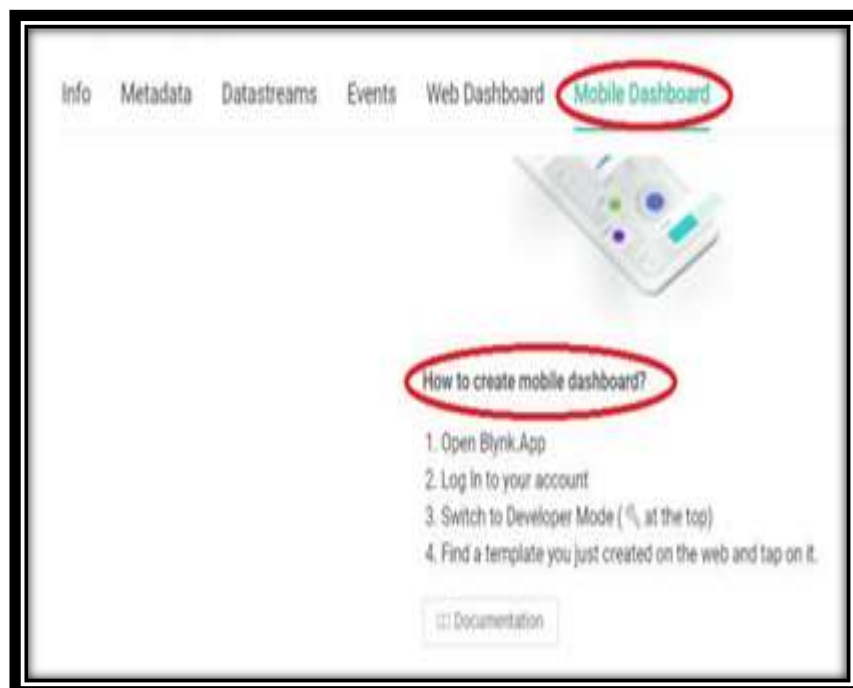 Info Metadata Datastreams Events Web Dashboard Mobile Dashboard
How to create mobile dashboard?
1. Open Blynk.App
2. Log In to your account
3. Switch to Developer Mode ( at the top)
4. Find a template you just created on the web and tap on it.
Documentation